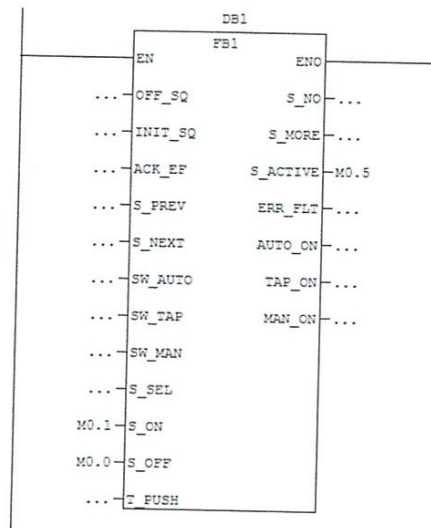 DB1
FB1
EN ENO
... OFF_SQ S_NO ...
... INIT_SQ S_MORE ...
... ACK_EF S_ACTIVE M0.5
... S_PREV ERR_FLT ...
... S_NEXT AUTO_ON ...
... SW_AUTO TAP_ON ...
... SW_TAP MAN_ON ...
... SW_MAN
... S_SEL
M0.1 S_ON
M0.0 S_OFF
... T_PUSH